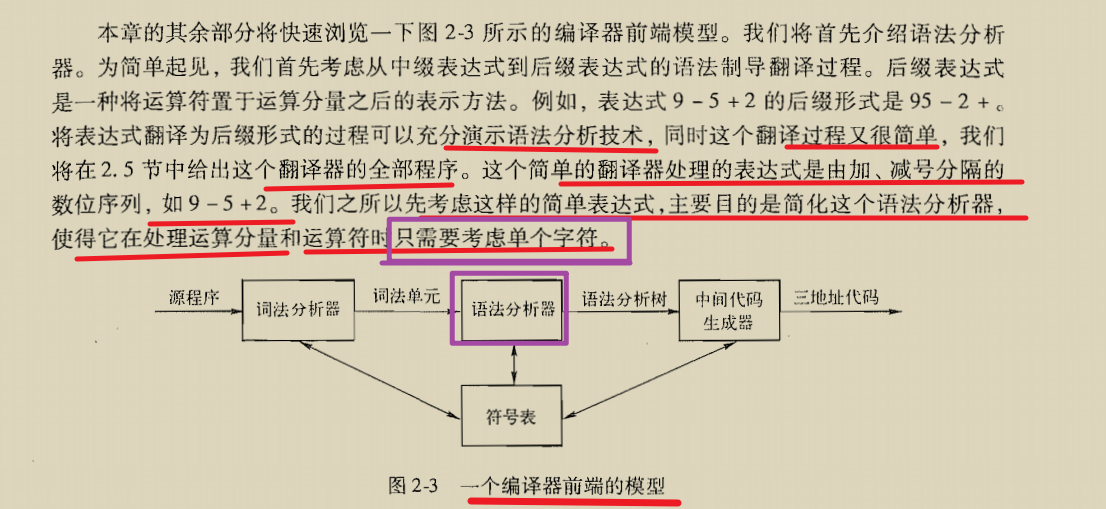 本章的其余部分将快速浏览一下图2-3所示的编译器前端模型。我们将首先介绍语法分析
器。为简单起见，我们首先考虑从中缀表达式到后缀表达式的语法制导翻译过程。后缀表达式
是一种将运算符置于运算分量之后的表示方法。例如，表达式9-5+2的后缀形式是95-2+。
将表达式翻译为后缀形式的过程可以充分演示语法分析技术，同时这个翻译过程又很简单，我们
将在2.5节中给出这个翻译器的全部程序。这个简单的翻译器处理的表达式是由加、减号分隔的
数位序列，如9-5+2。我们之所以先考虑这样的简单表达式，主要目的是简化这个语法分析器，
使得它在处理运算分量和运算符时只需要考虑单个字符。
源程序
词法分析器
词法单元
语法分析器
语法分析树
中间代码
生成器
三地址代码
符号表
图2-3 一个编译器前端的模型